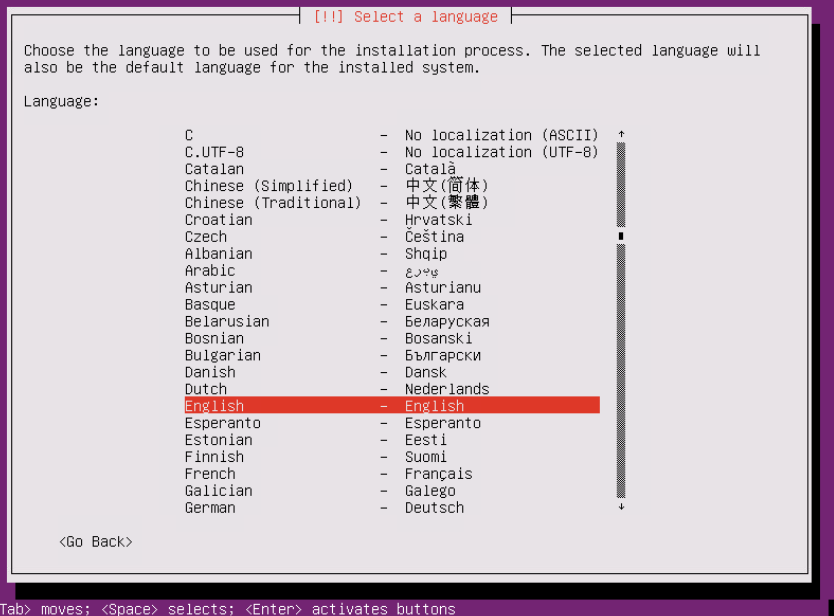 [!!] Select a language
Choose the language to be used for the installation process. The selected language will
also be the default language for the installed system.
Language:
C - No localization (ASCII) ↑
C.UTF-8 - No localization (UTF-8)
Catalan - Català
Chinese (Simplified) - 中文(简体)
Chinese (Traditional) - 中文(繁體)
Croatian - Hrvatski
Czech - Čeština
Albanian - Shqip
Arabic - عربي
Asturian - Asturianu
Basque - Euskara
Belarusian - Беларуская
Bosnian - Bosanski
Bulgarian - Български
Danish - Dansk
Dutch - Nederlands
English - English
Esperanto - Esperanto
Estonian - Eesti
Finnish - Suomi
French - Français
Galician - Galego
German - Deutsch ↓
<Go Back>
Tab> moves; <Space> selects; <Enter> activates buttons